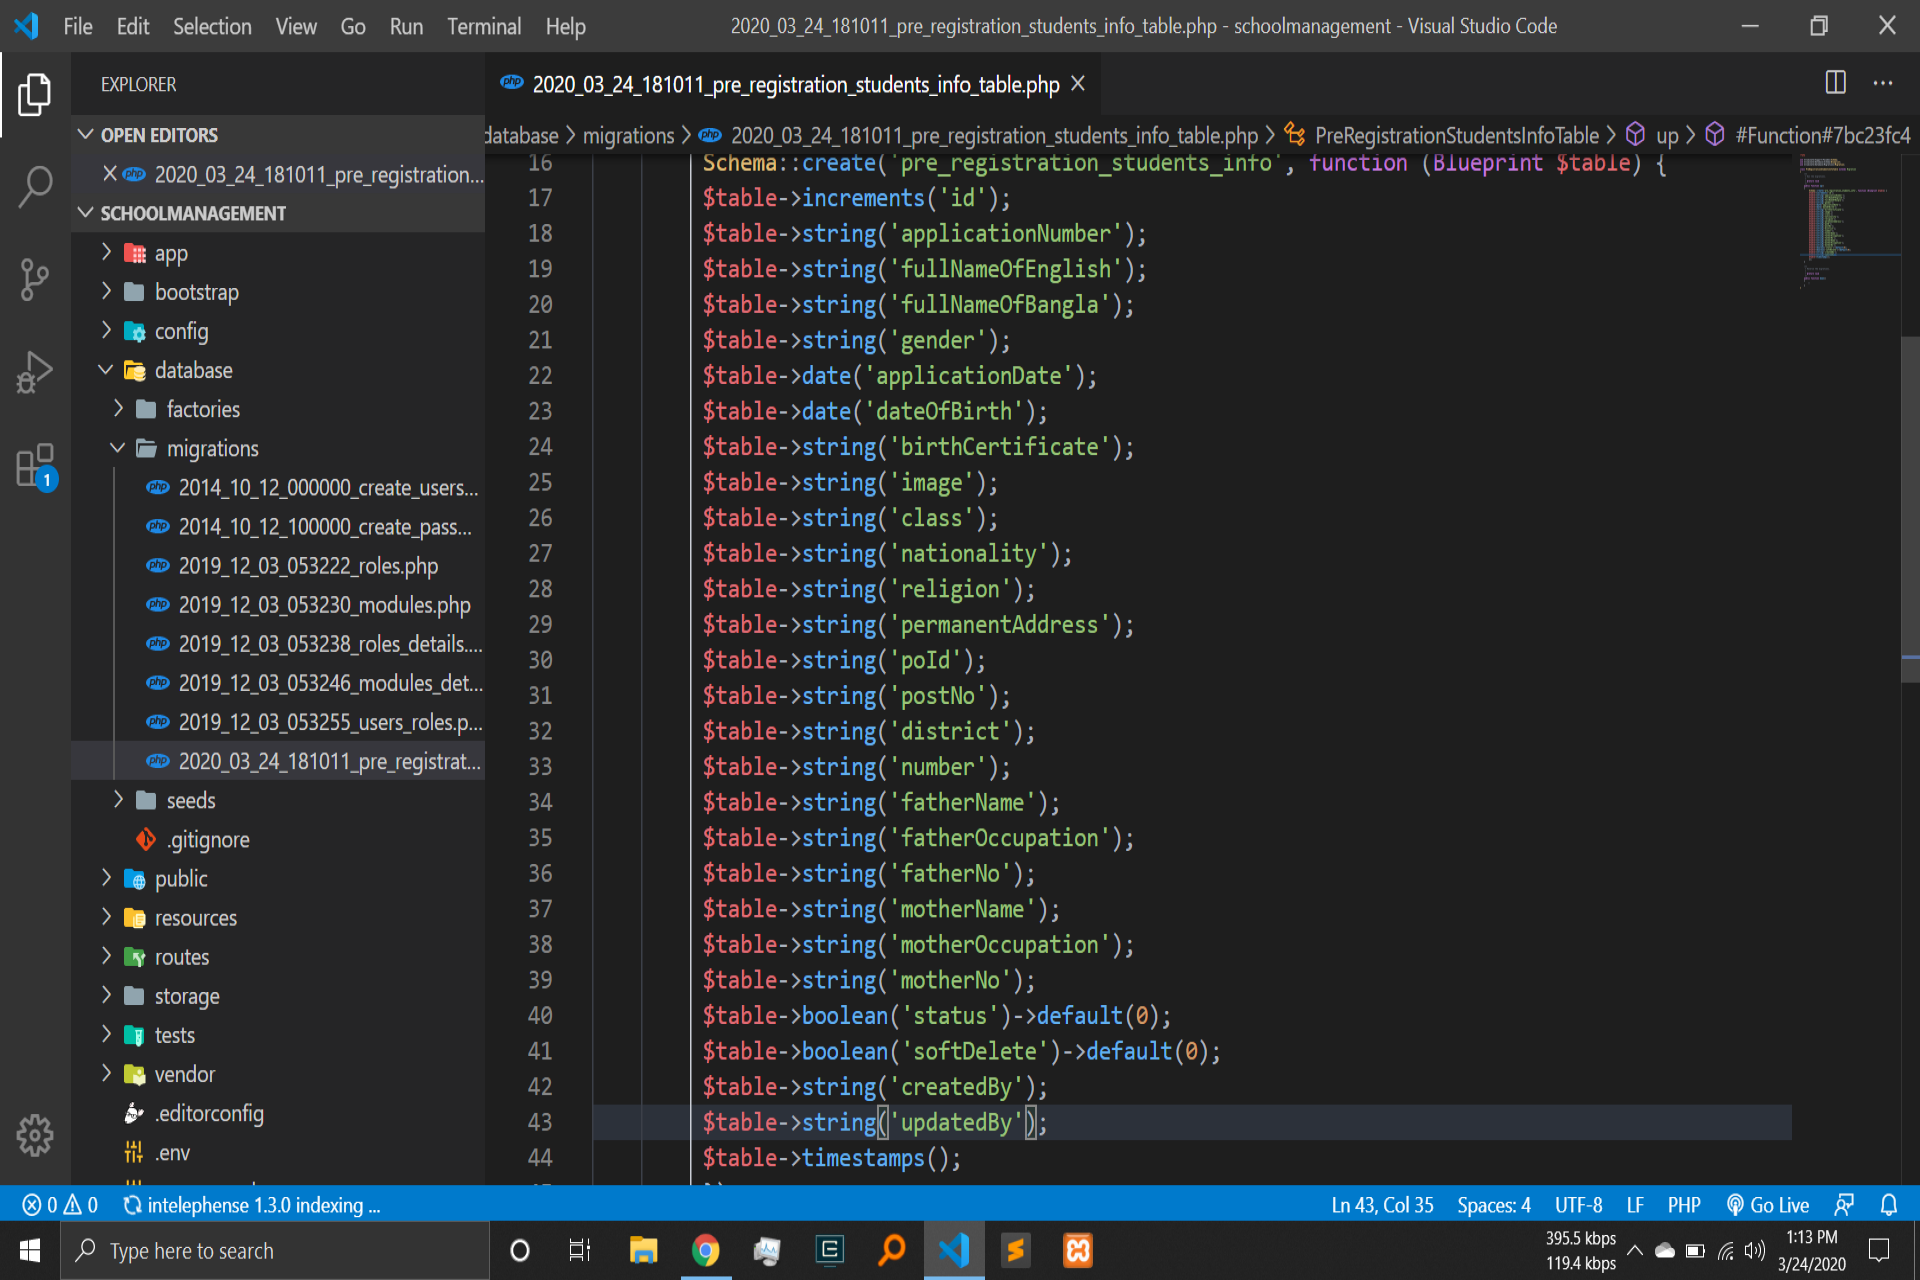 File Edit Selection View Go Run Terminal Help
2020_03_24_181011_pre_registration_students_info_table.php - schoolmanagement - Visual Studio Code
EXPLORER
2020_03_24_181011_pre_registration_students_info_table.php
OPEN EDITORS
2020_03_24_181011_pre_registration...
SCHOOLMANAGEMENT
app
bootstrap
config
database
factories
migrations
2014_10_12_000000_create_users...
2014_10_12_100000_create_pass...
2019_12_03_053222_roles.php
2019_12_03_053230_modules.php
2019_12_03_053238_roles_details....
2019_12_03_053246_modules_det...
2019_12_03_053255_users_roles.p...
2020_03_24_181011_pre_registrat...
seeds
.gitignore
public
resources
routes
storage
tests
vendor
.editorconfig
.env
1
database > migrations > 2020_03_24_181011_pre_registration_students_info_table.php > PreRegistrationStudentsInfoTable > up > #Function#7bc23fc4
16 Schema::create('pre_registration_students_info', function (Blueprint $table) {
17 $table->increments('id');
18 $table->string('applicationNumber');
19 $table->string('fullNameOfEnglish');
20 $table->string('fullNameOfBangla');
21 $table->string('gender');
22 $table->date('applicationDate');
23 $table->date('dateOfBirth');
24 $table->string('birthCertificate');
25 $table->string('image');
26 $table->string('class');
27 $table->string('nationality');
28 $table->string('religion');
29 $table->string('permanentAddress');
30 $table->string('poId');
31 $table->string('postNo');
32 $table->string('district');
33 $table->string('number');
34 $table->string('fatherName');
35 $table->string('fatherOccupation');
36 $table->string('fatherNo');
37 $table->string('motherName');
38 $table->string('motherOccupation');
39 $table->string('motherNo');
40 $table->boolean('status')->default(0);
41 $table->boolean('softDelete')->default(0);
42 $table->string('createdBy');
43 $table->string('updatedBy');
44 $table->timestamps();
0 0 intelephense 1.3.0 indexing ...
Ln 43, Col 35 Spaces: 4 UTF-8 LF PHP Go Live
Type here to search
395.5 kbps
119.4 kbps
1:13 PM
3/24/2020